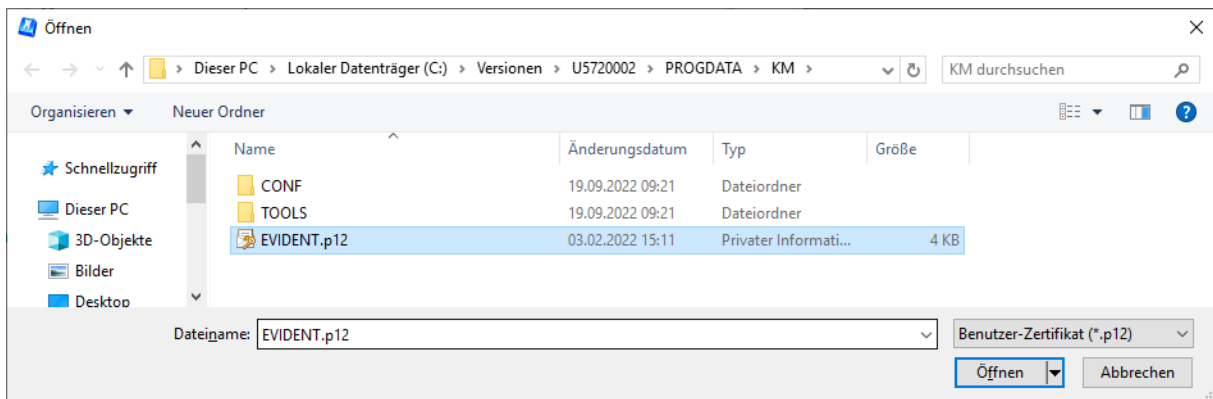 Öffnen
Dieser PC > Lokaler Datenträger (C:) > Versionen > U5720002 > PROGDATA > KM >
KM durchsuchen
Organisieren
Neuer Ordner
Name Änderungsdatum Typ Größe
Schnellzugriff
Dieser PC
3D-Objekte
Bilder
Desktop
CONF 19.09.2022 09:21 Dateiordner
TOOLS 19.09.2022 09:21 Dateiordner
EVIDENT.p12 03.02.2022 15:11 Privater Informati... 4 KB
Dateiname: EVIDENT.p12
Benutzer-Zertifikat (*.p12)
Öffnen
Abbrechen